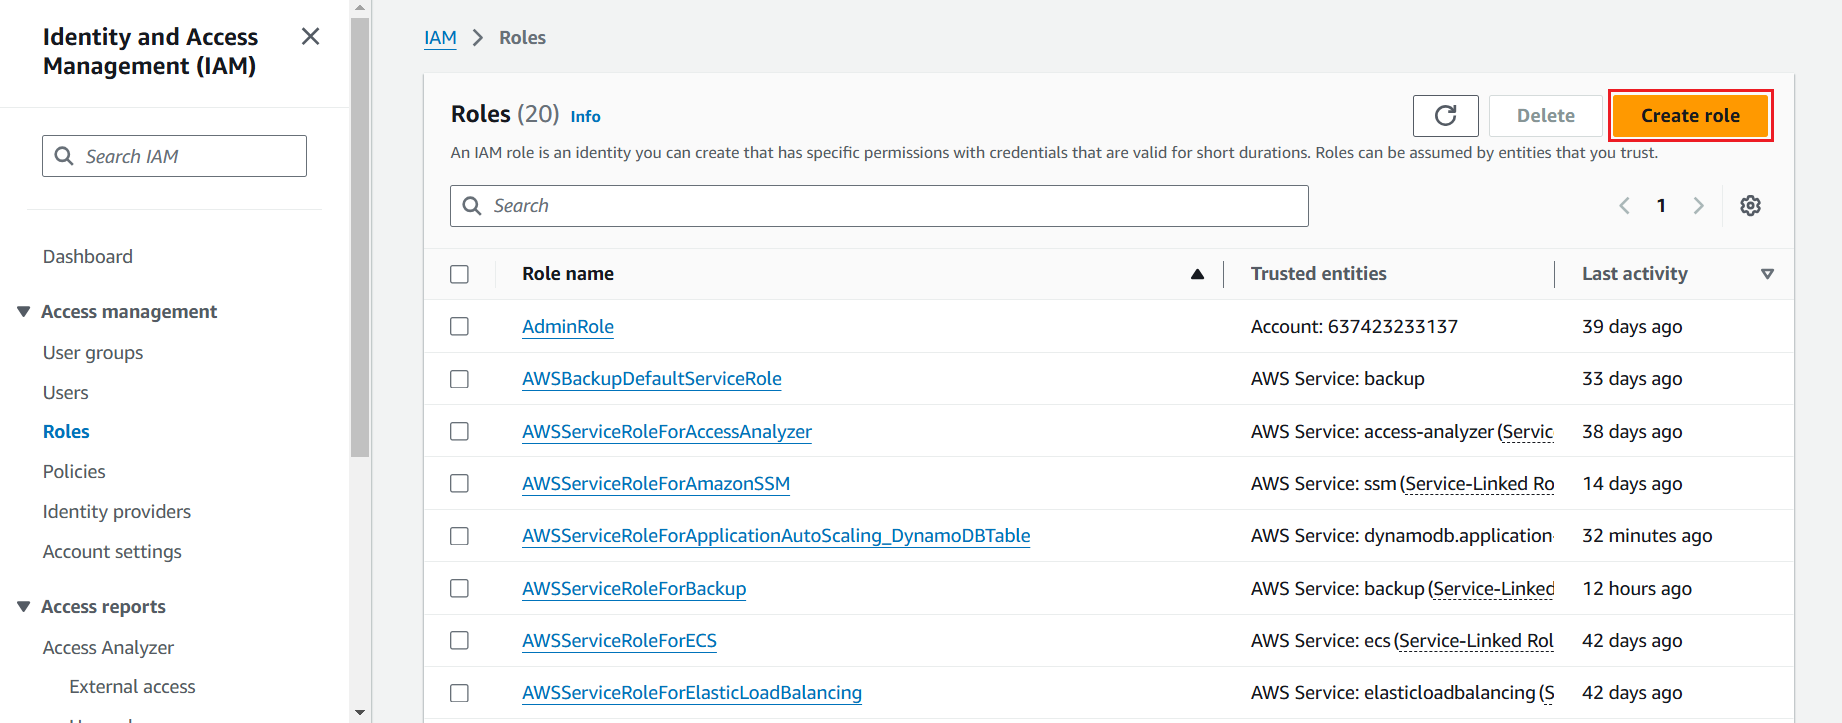 Identity and Access
Management (IAM)
Search IAM
Dashboard
Access management
User groups
Users
Roles
Policies
Identity providers
Account settings
Access reports
Access Analyzer
External access
IAM > Roles
Roles (20) Info
Delete
Create role
An IAM role is an identity you can create that has specific permissions with credentials that are valid for short durations. Roles can be assumed by entities that you trust.
Search
1
Role name Trusted entities Last activity
AdminRole Account: 637423233137 39 days ago
AWSBackupDefaultServiceRole AWS Service: backup 33 days ago
AWSServiceRoleForAccessAnalyzer AWS Service: access-analyzer (Servic 38 days ago
AWSServiceRoleForAmazonSSM AWS Service: ssm (Service-Linked Ro 14 days ago
AWSServiceRoleForApplicationAutoScaling_DynamoDBTable AWS Service: dynamodb.application- 32 minutes ago
AWSServiceRoleForBackup AWS Service: backup (Service-Linked 12 hours ago
AWSServiceRoleForECS AWS Service: ecs (Service-Linked Rol 42 days ago
AWSServiceRoleForElasticLoadBalancing AWS Service: elasticloadbalancing (S 42 days ago